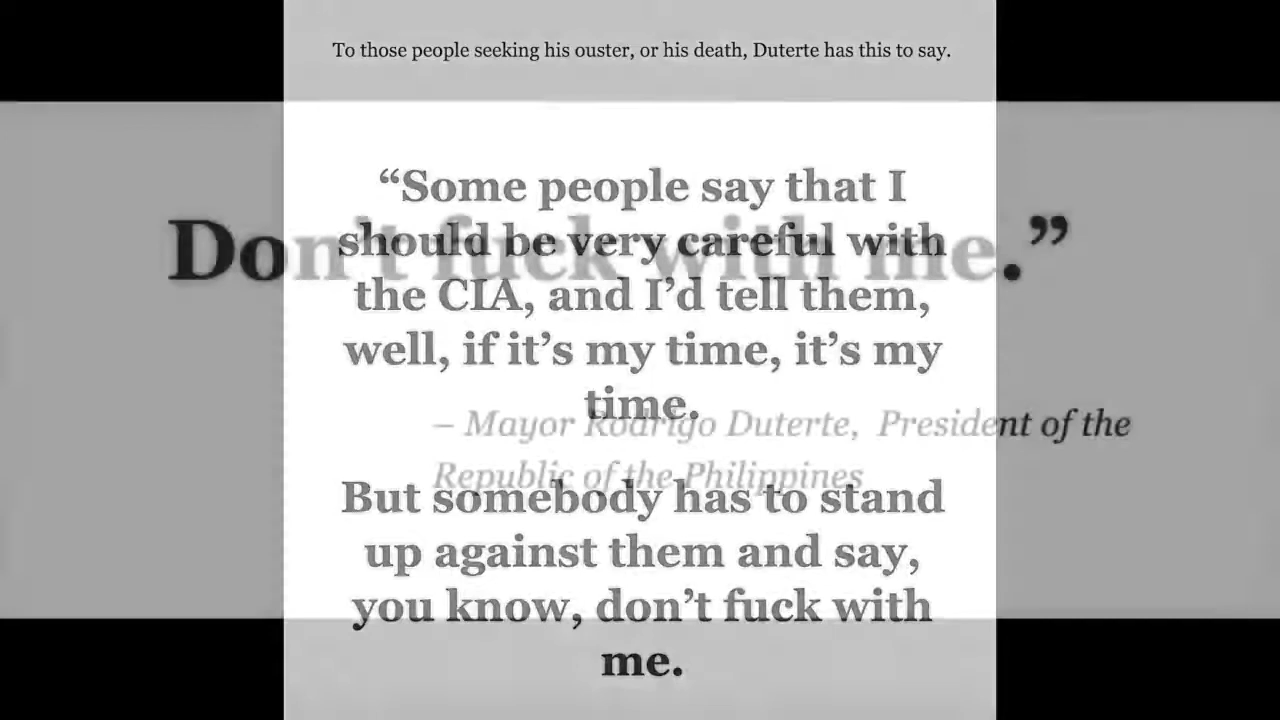 To those people seeking his ouster, or his death, Duterte has this to say.
“Some people say that I
should be very careful with
the CIA, and I’d tell them,
well, if it’s my time, it’s my
time.
But somebody has to stand
up against them and say,
you know, don’t fuck with
me.
Don’t fuck with me.”
– Mayor Rodrigo Duterte, President of the
Republic of the Philippines